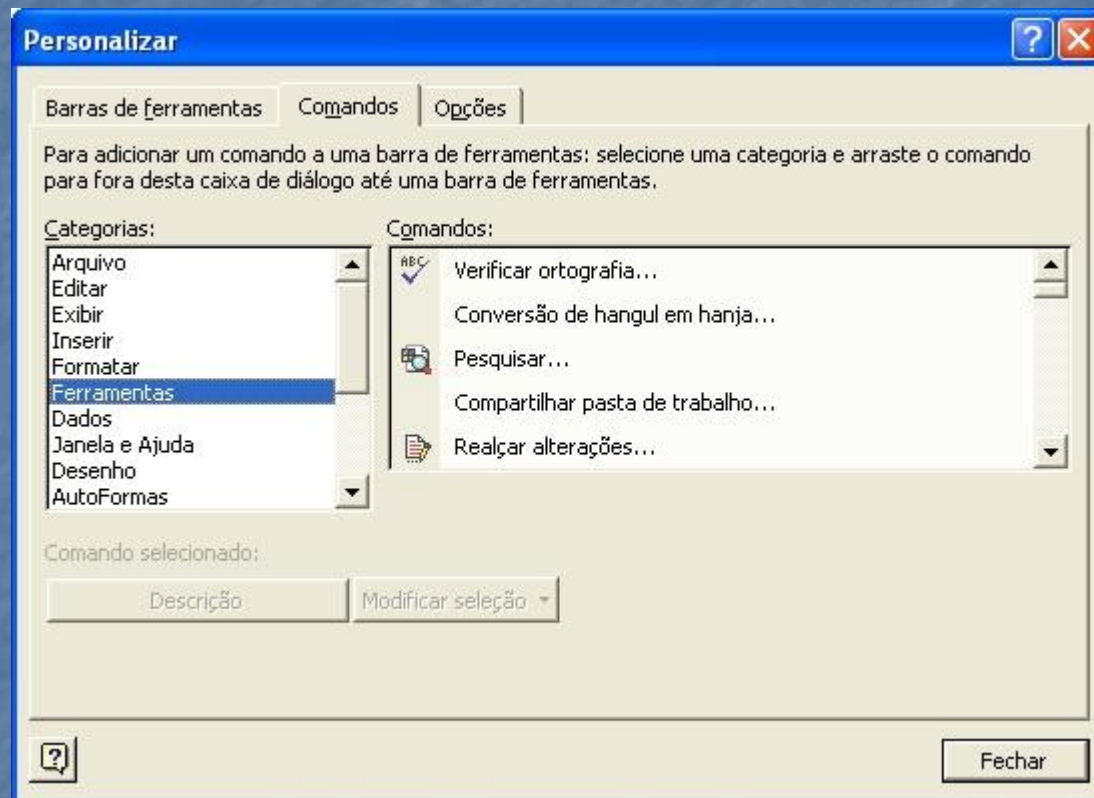 Personalizar
Barras de ferramentas
Comandos
Opções
Para adicionar um comando a uma barra de ferramentas: selecione uma categoria e arraste o comando
para fora desta caixa de diálogo até uma barra de ferramentas.
Categorias:
Arquivo
Editar
Exibir
Inserir
Formatar
Ferramentas
Dados
Janela e Ajuda
Desenho
AutoFormas
Comandos:
ABC
Verificar ortografia...
Conversão de hangul em hanja...
Pesquisar...
Compartilhar pasta de trabalho...
Realçar alterações...
Comando selecionado:
Descrição
Modificar seleção
Fechar